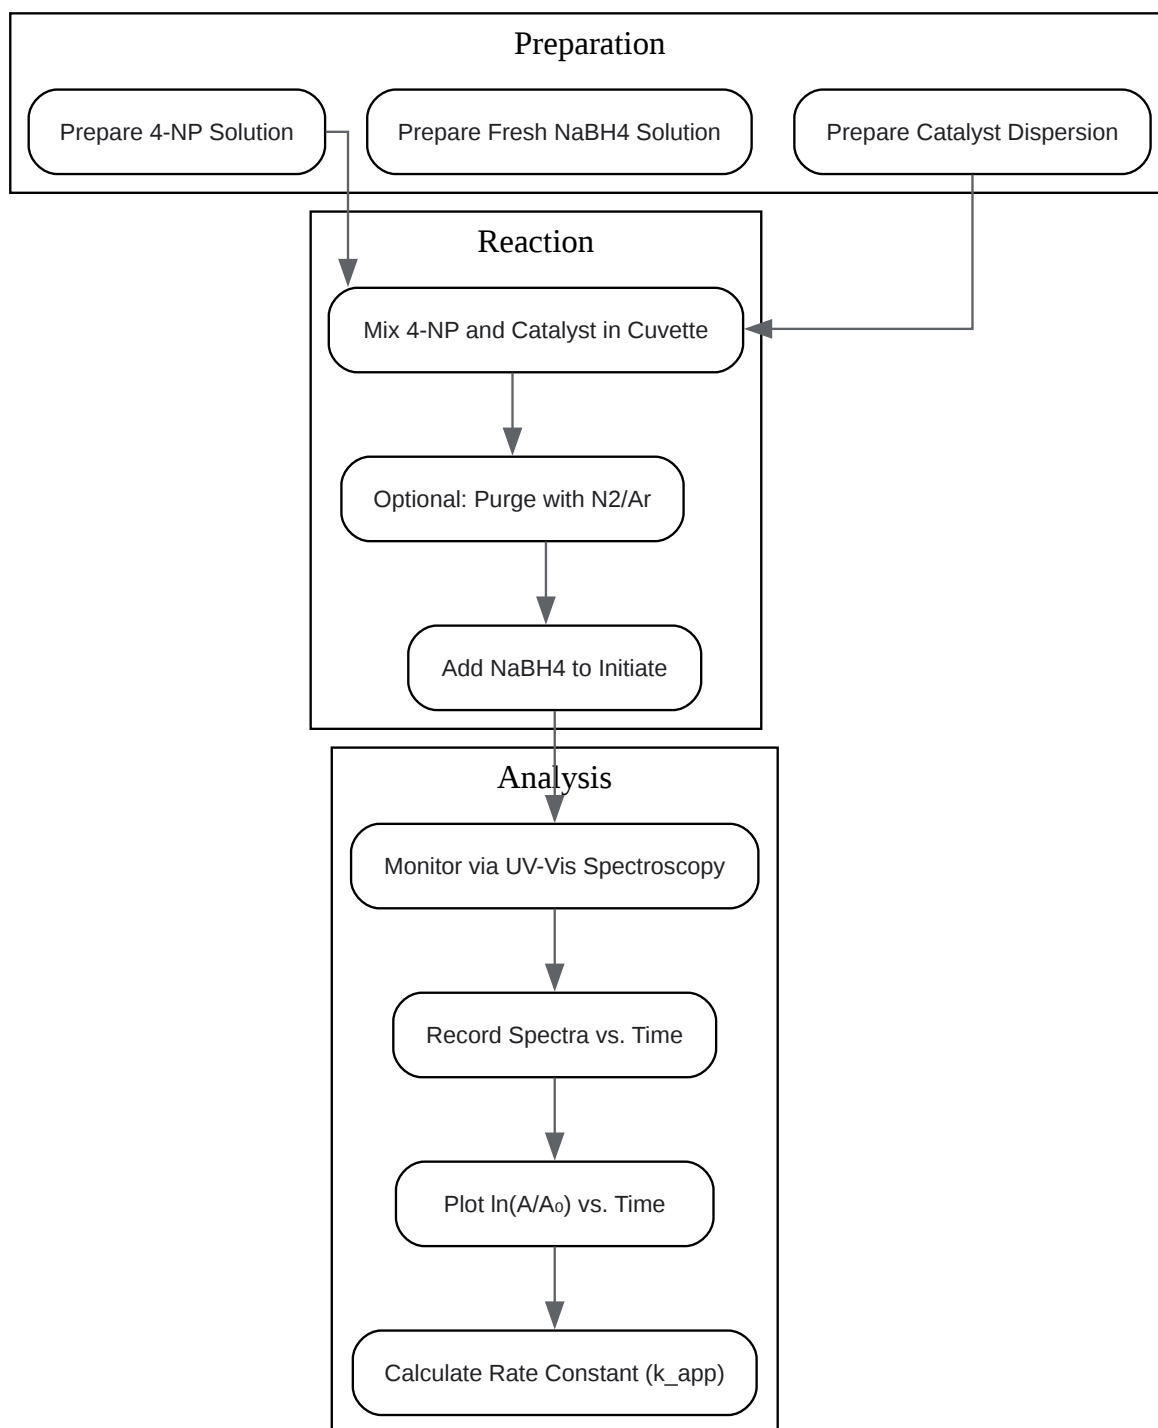 Preparation
Prepare 4-NP Solution
Prepare Fresh NaBH4 Solution
Prepare Catalyst Dispersion
Reaction
Mix 4-NP and Catalyst in Cuvette
Optional: Purge with N2/Ar
Add NaBH4 to Initiate
Analysis
Monitor via UV-Vis Spectroscopy
Record Spectra vs. Time
Plot ln(A/A₀) vs. Time
Calculate Rate Constant (k_app)